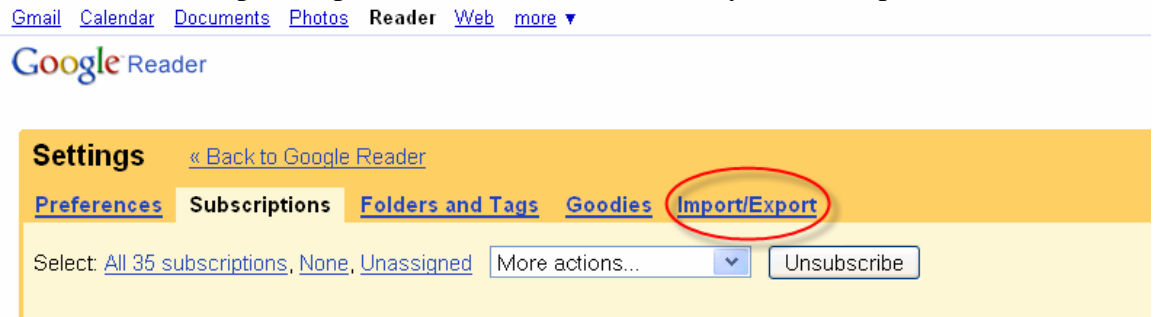 Gmail Calendar Documents Photos Reader Web more ▼
Google Reader
Settings « Back to Google Reader
Preferences Subscriptions Folders and Tags Goodies Import/Export
Select: All 35 subscriptions, None, Unassigned More actions... Unsubscribe